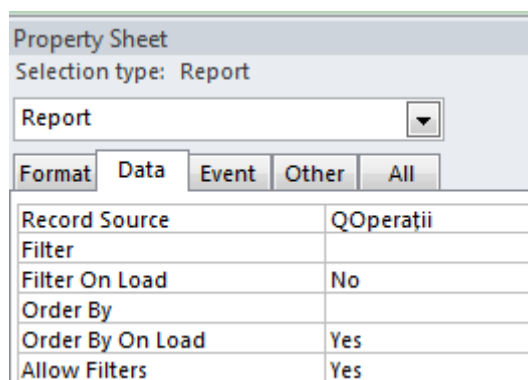 Property Sheet
Selection type: Report
Report
Format Data Event Other All
Record Source QOperații
Filter
Filter On Load No
Order By
Order By On Load Yes
Allow Filters Yes